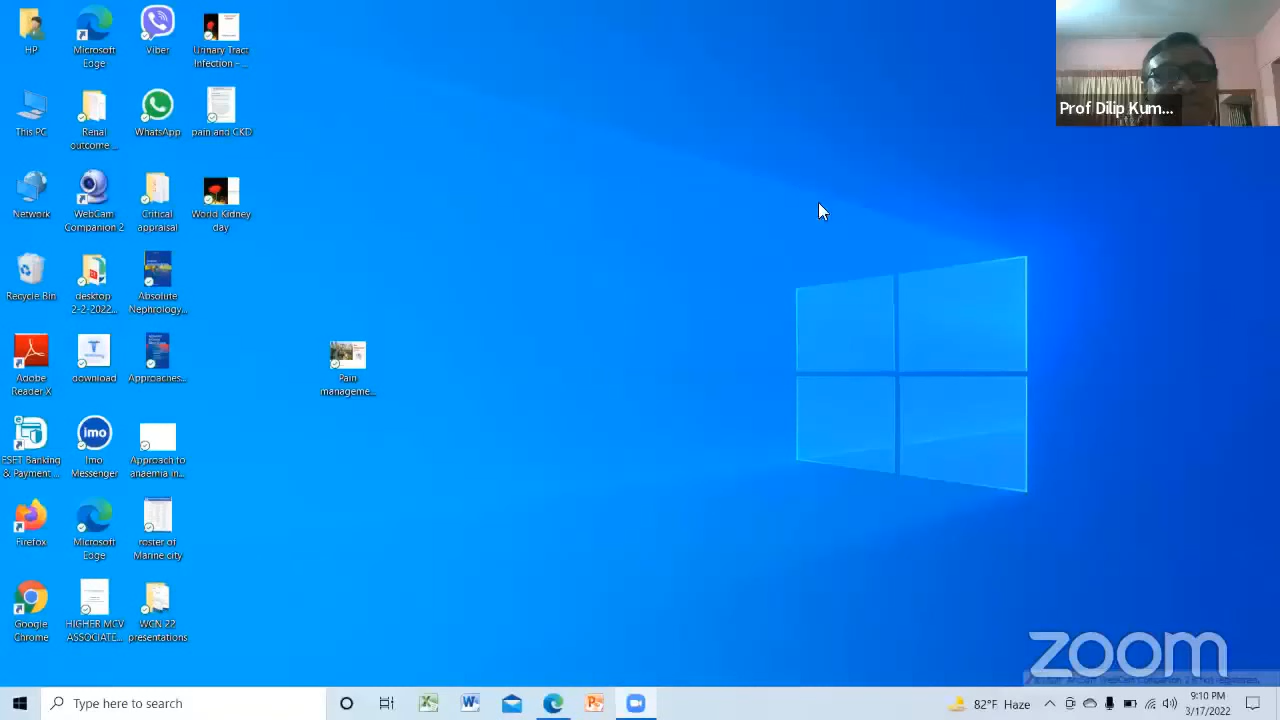 HP
Microsoft
Edge
Viber
Urinary Tract
Infection – ...
This PC
Renal
outcome ...
WhatsApp
pain and CKD
Network
WebCam
Companion 2
Critical
appraisal
World Kidney
day
Recycle Bin
desktop
2-2-2022...
Absolute
Nephrology...
Adobe
Reader X
download
Approaches...
Pain
manageme...
ESET Banking
& Payment ...
imo
Imo
Messenger
Approach to
anaemia in...
Firefox
Microsoft
Edge
roster of
Marine city
Google
Chrome
HIGHER MCV
ASSOCIATE...
WCN 22
presentations
Prof Dilip Kum...
zoom
Type here to search
82°F Haze
9:10 PM
3/17/2022